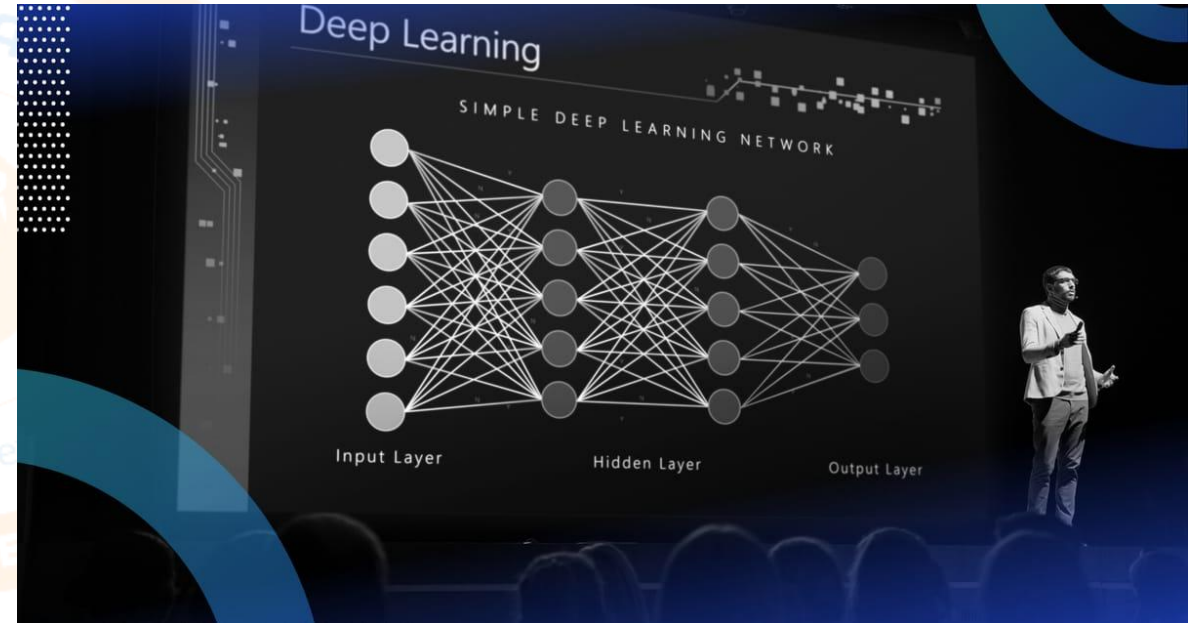 Deep Learning
SIMPLE DEEP LEARNING NETWORK
Input Layer
Hidden Layer
Output Layer